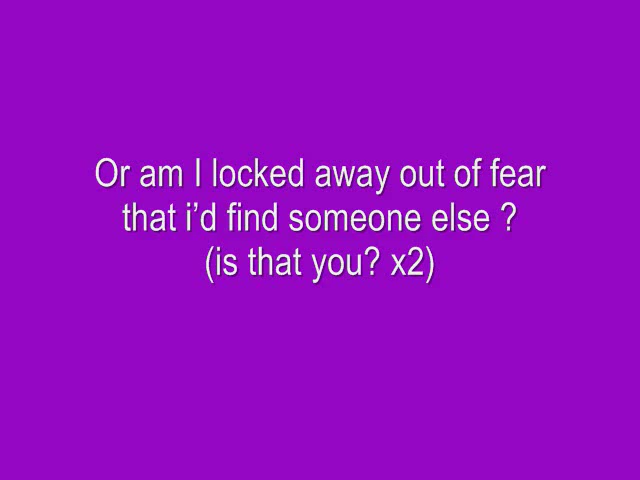 Or am I locked away out of fear
that i’d find someone else ?
(is that you? x2)